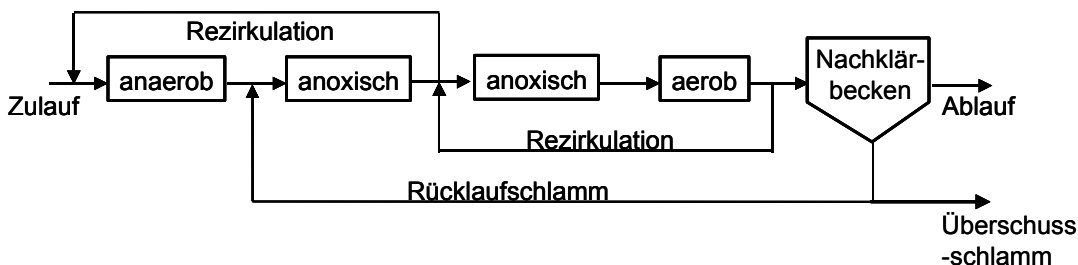 Rezirkulation
Zulauf
anaerob
anoxisch
anoxisch
aerob
Nachklär-
becken
Ablauf
Rezirkulation
Rücklaufschlamm
Überschuss
-schlamm